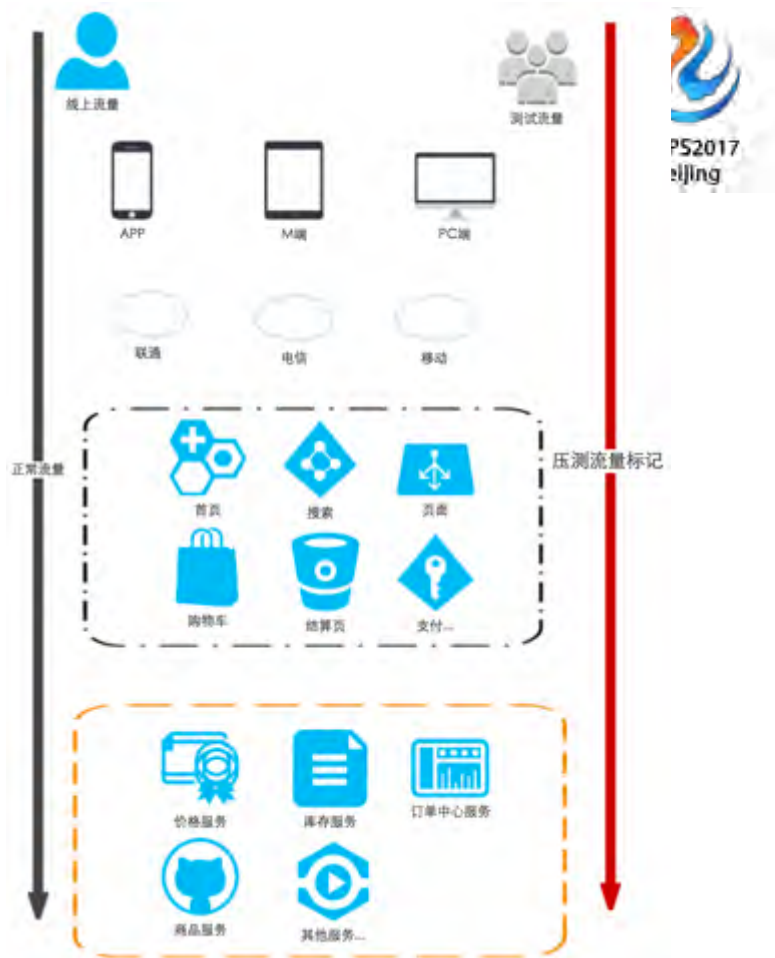 线上流量
测试流量
PS2017
eijing
APP
M端
PC端
联通
电信
移动
正常流量
压测流量标记
首页
搜索
页面
购物车
结算页
支付...
价格服务
库存服务
订单中心服务
商品服务
其他服务...